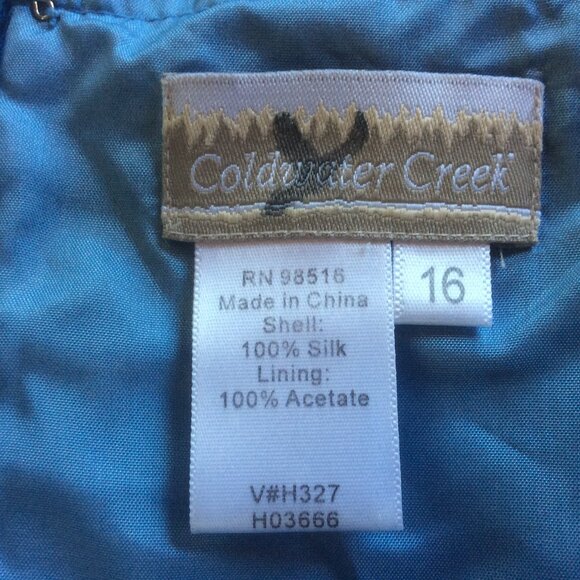 Coldwater Creek
16
RN 98516
Made in China
Shell:
100% Silk
Lining:
100% Acetate
V#H327
H03666